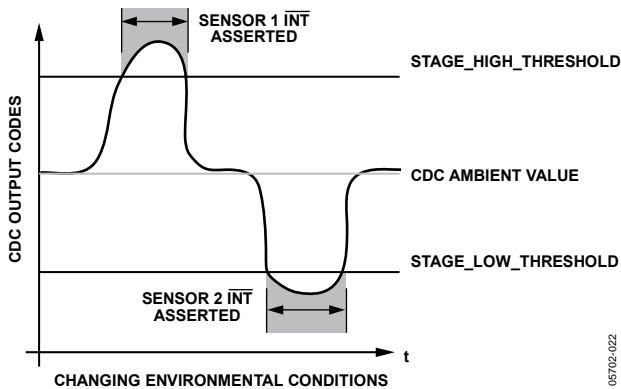 SENSOR 1 INT
ASSERTED
STAGE_HIGH_THRESHOLD
CDC OUTPUT CODES
CDC AMBIENT VALUE
STAGE_LOW_THRESHOLD
SENSOR 2 INT
ASSERTED
t
CHANGING ENVIRONMENTAL CONDITIONS
05702-022